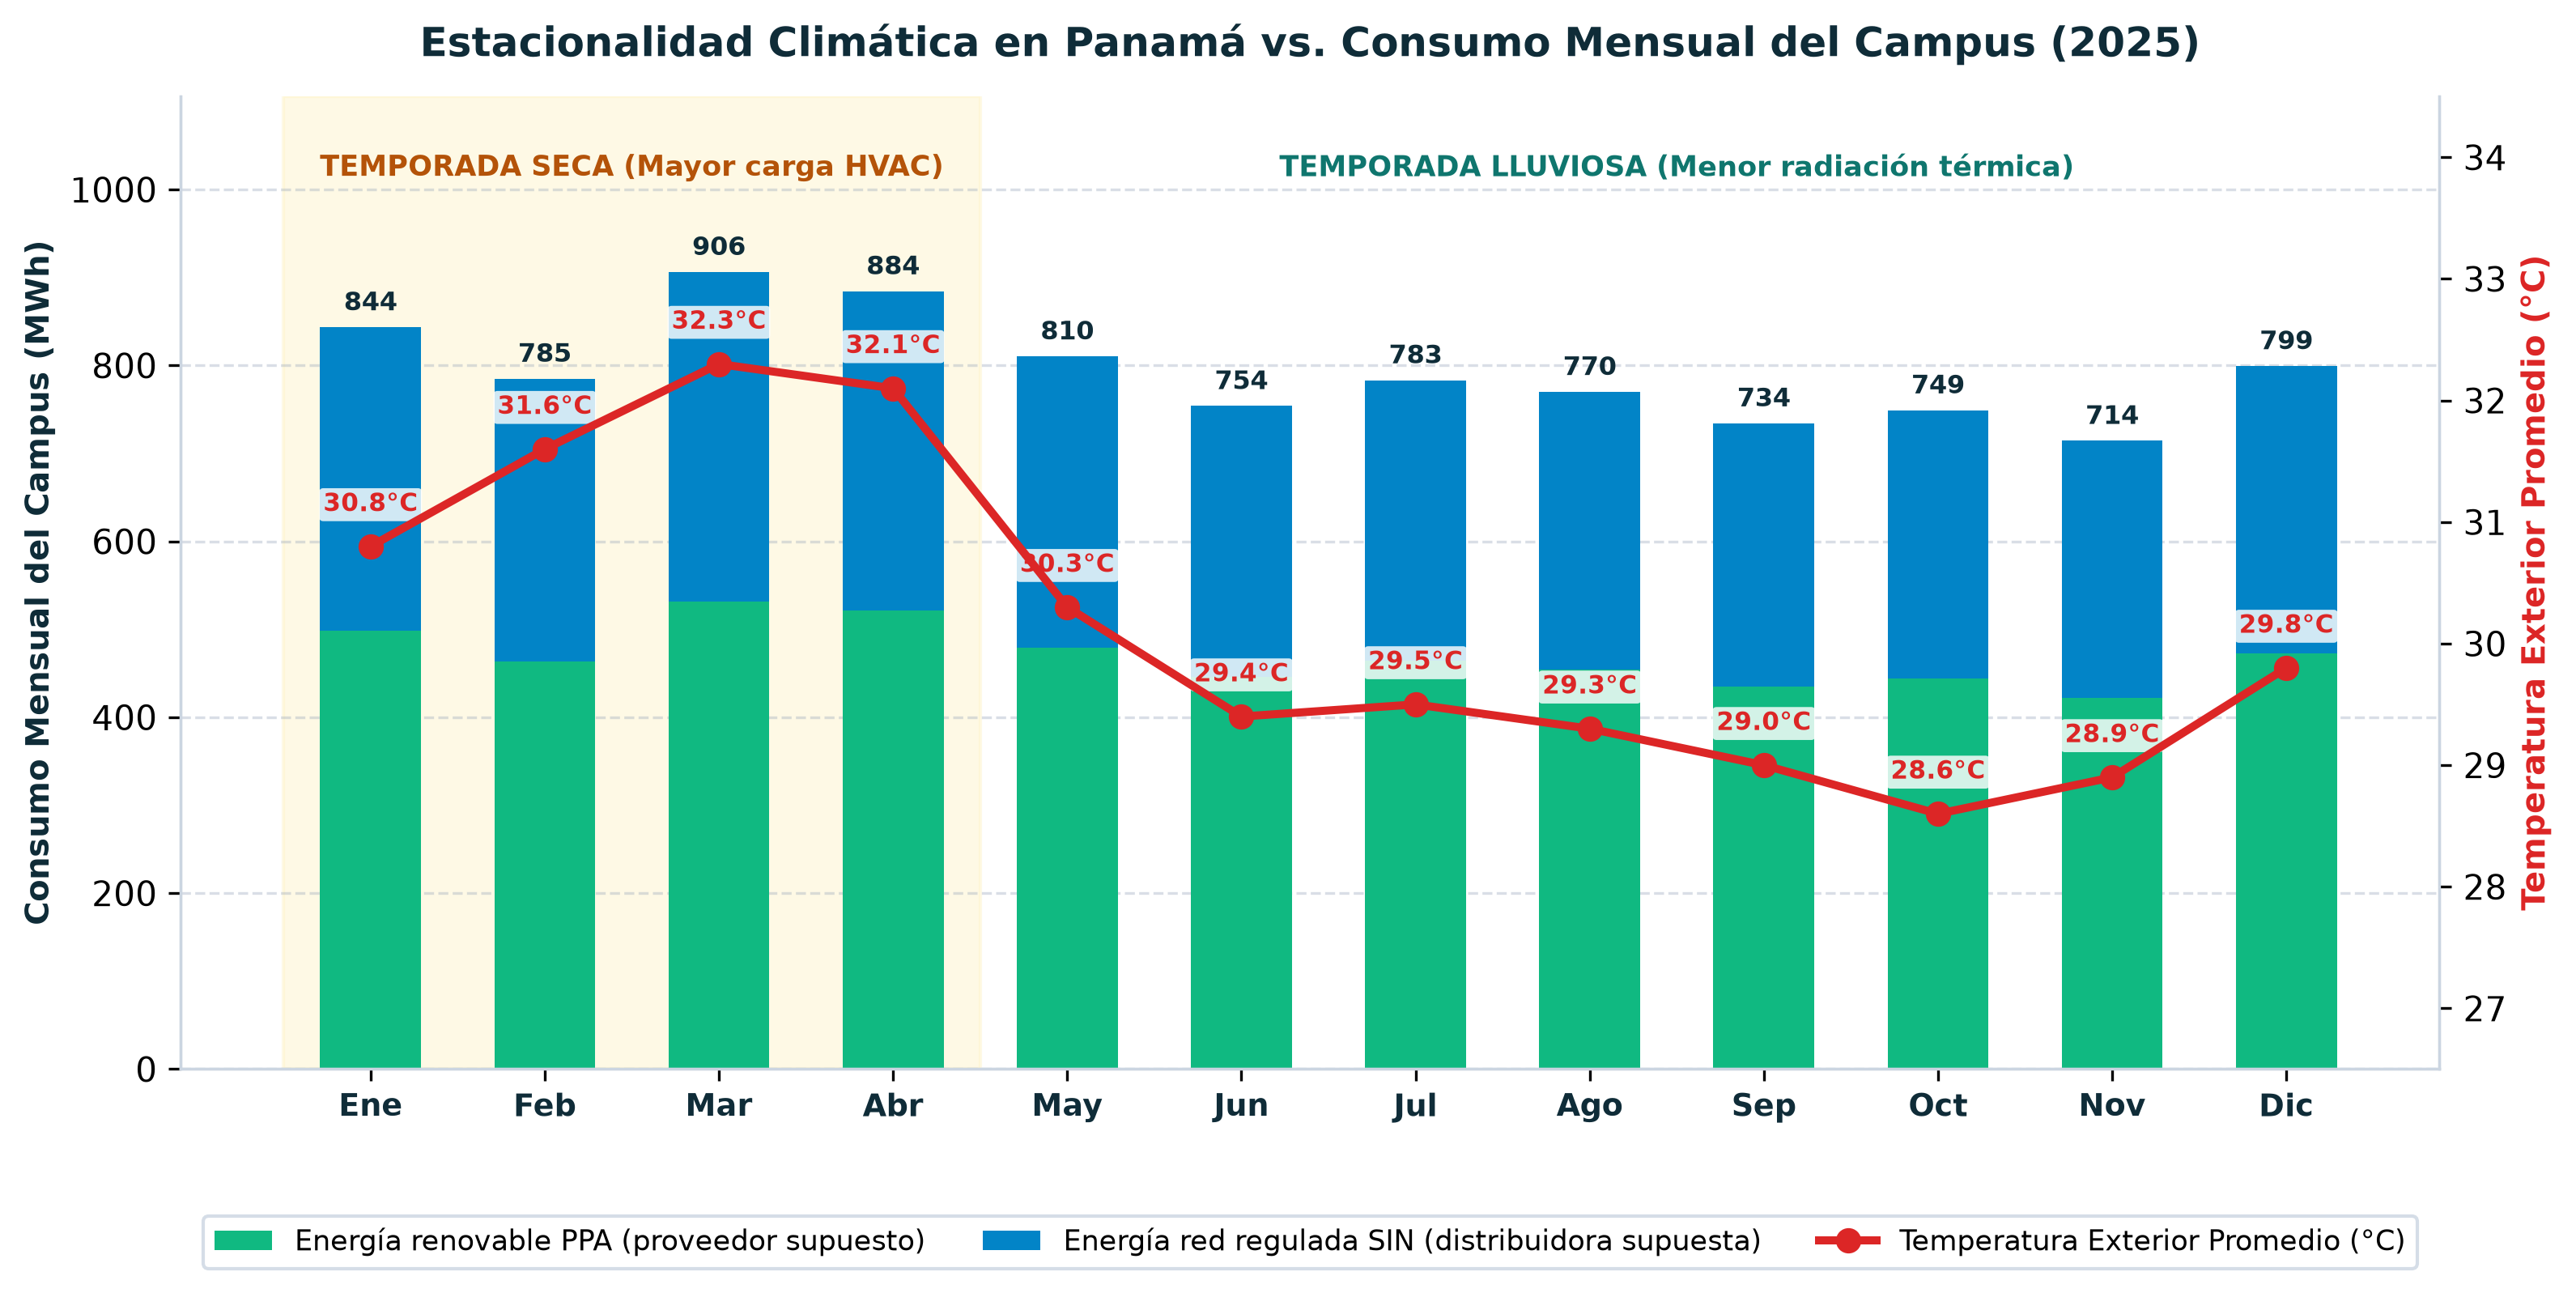 Estacionalidad Climática en Panamá vs. Consumo Mensual del Campus (2025)
TEMPORADA SECA (Mayor carga HVAC)
TEMPORADA LLUVIOSA (Menor radiación térmica)
Consumo Mensual del Campus (MWh)
1000
800
600
400
200
0
844
785
906
884
810
754
783
770
734
749
714
799
30.8°C
31.6°C
32.3°C
32.1°C
30.3°C
29.4°C
29.5°C
29.3°C
29.0°C
28.6°C
28.9°C
29.8°C
34
33
32
31
30
29
28
27
Temperatura Exterior Promedio (°C)
Ene
Feb
Mar
Abr
May
Jun
Jul
Ago
Sep
Oct
Nov
Dic
Energía renovable PPA (proveedor supuesto)
Energía red regulada SIN (distribuidora supuesta)
Temperatura Exterior Promedio (°C)